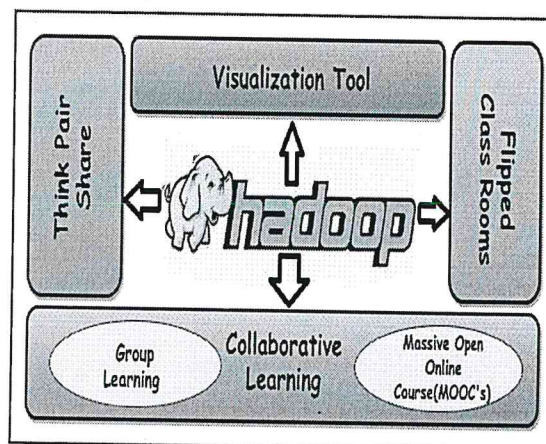 Visualization Tool
Think Pair
Share
hadoop
Flipped
Class Rooms
Group
Learning
Collaborative
Learning
Massive Open
Online
Course(MOOC's)